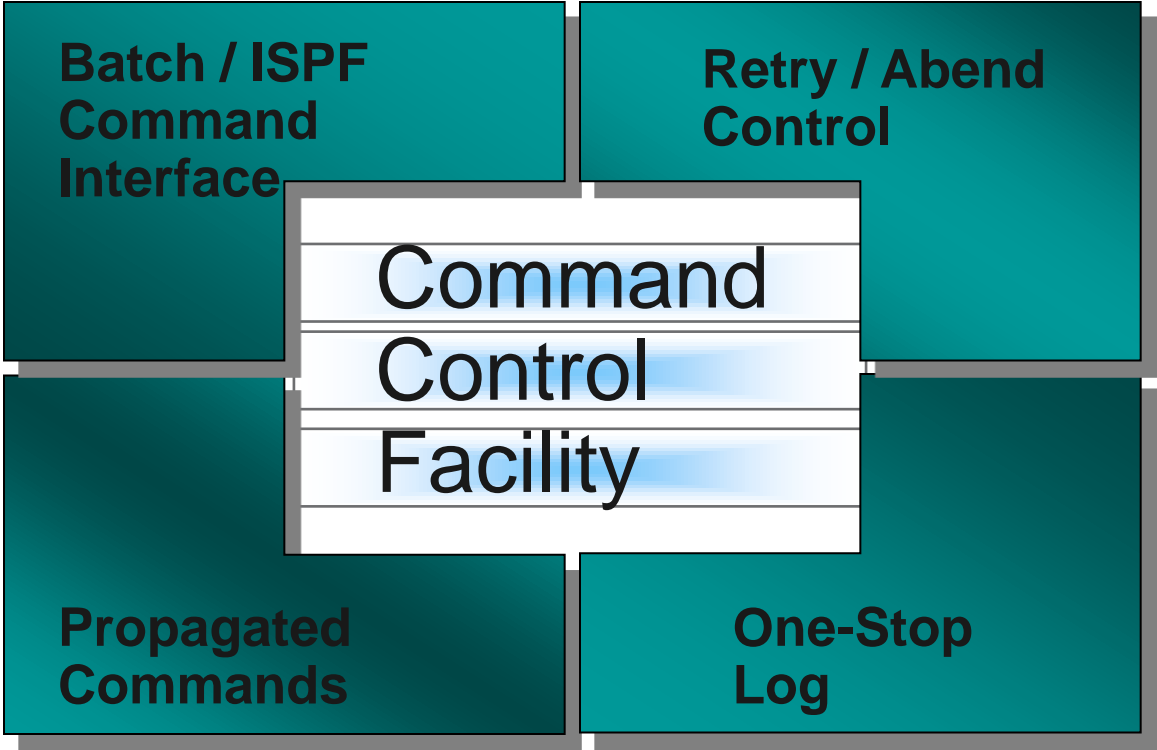 Batch / ISPF
Command
Interface
Retry / Abend
Control
Command
Control
Facility
Propagated
Commands
One-Stop
Log